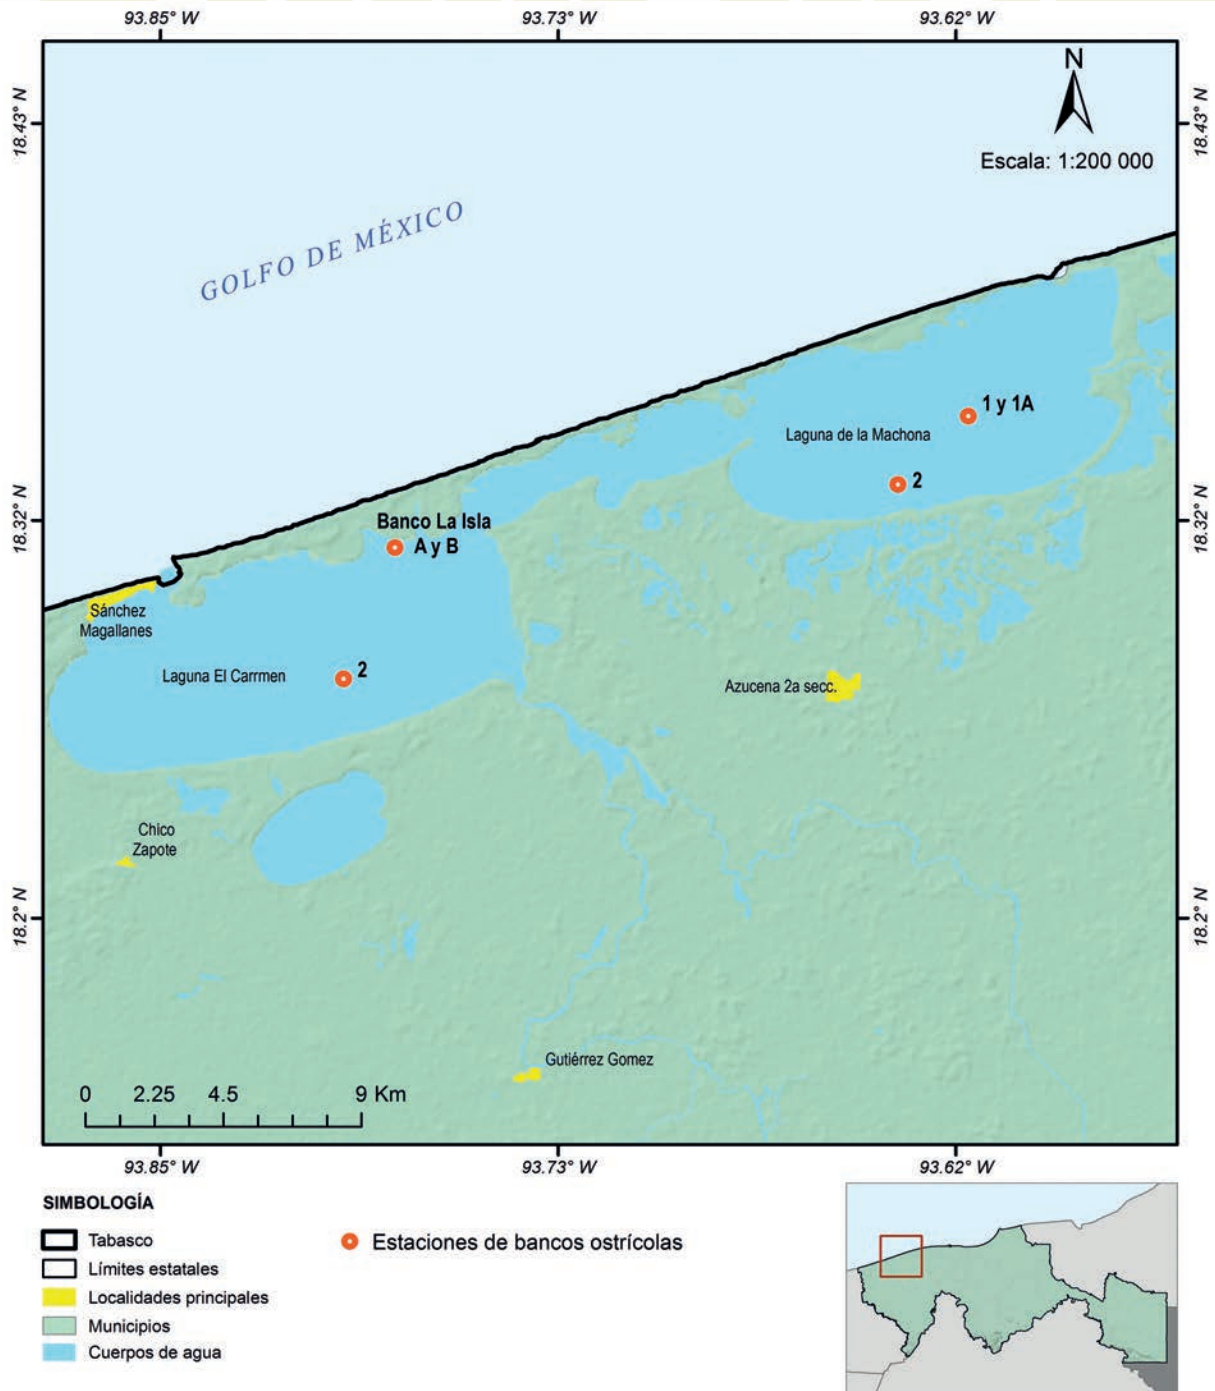 93.85° W
93.73° W
93.62° W
18.43° N
18.43° N
N
Escala: 1:200 000
GOLFO DE MÉXICO
1 y 1A
Laguna de la Machona
2
18.32° N
18.32° N
Banco La Isla
A y B
Sánchez
Magallanes
Laguna El Carrmen
2
Azucena 2a secc.
Chico
Zapote
18.2° N
18.2° N
Gutiérrez Gomez
0 2.25 4.5 9 Km
93.85° W
93.73° W
93.62° W
SIMBOLOGÍA
Tabasco
Límites estatales
Localidades principales
Municipios
Cuerpos de agua
Estaciones de bancos ostrícolas